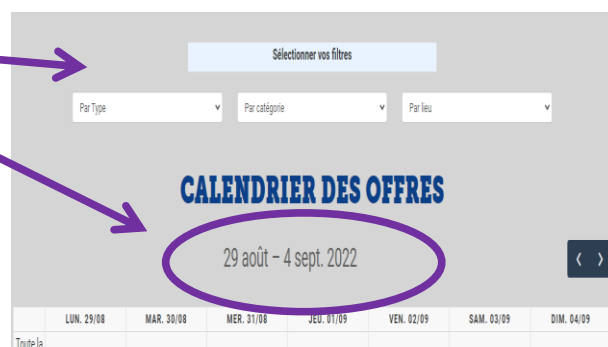 Sélectionner vos filtres
Par Type Par catégorie Par lieu
CALENDRIER DES OFFRES
29 août – 4 sept. 2022
LUN. 29/08 MAR. 30/08 MER. 31/08 JEU. 01/09 VEN. 02/09 SAM. 03/09 DIM. 04/09
Toute la